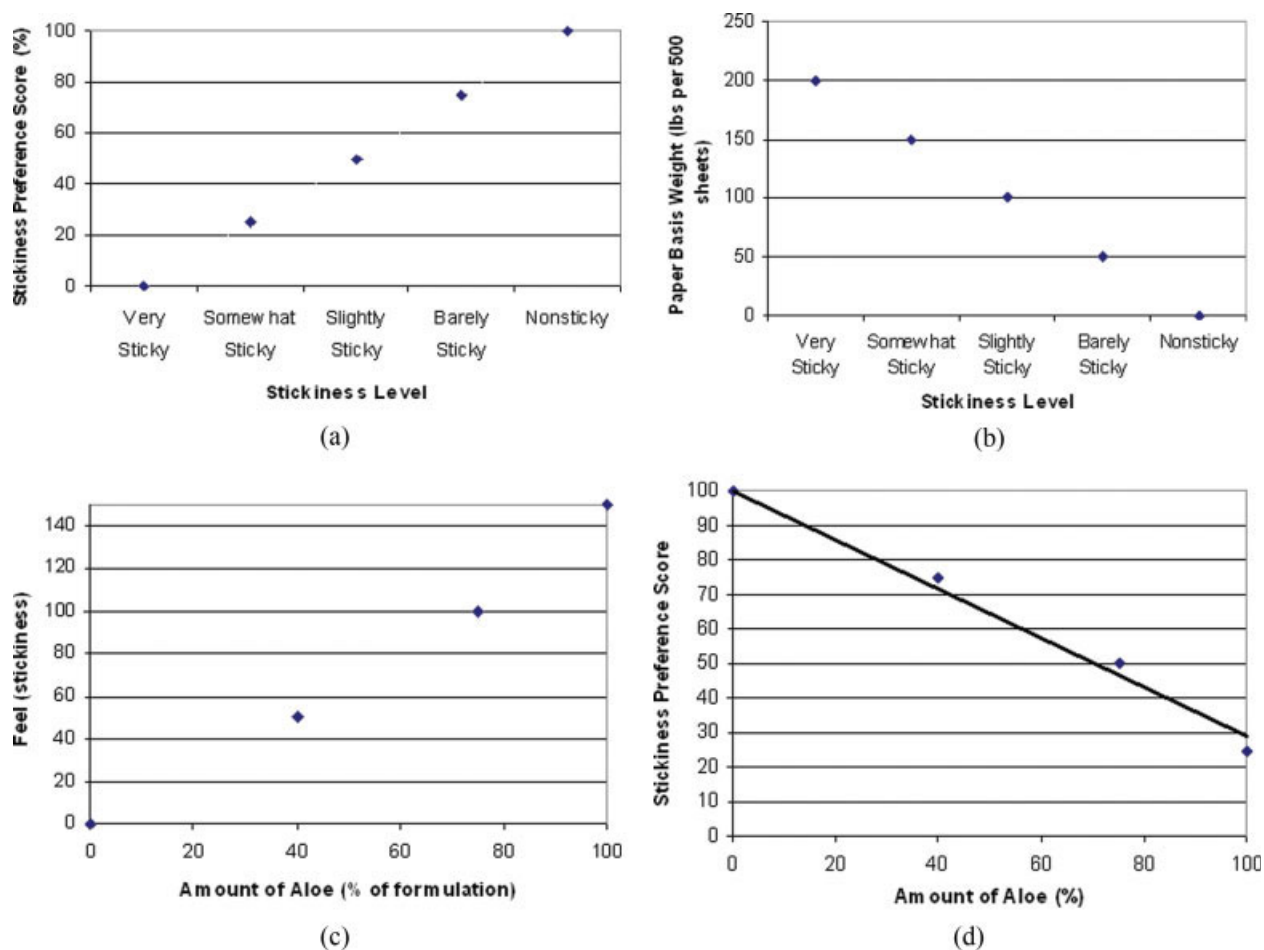 Stickiness Preference Score (%)
100
80
60
40
20
0
Very Sticky
Somewhat Sticky
Slightly Sticky
Barely Sticky
Nonsticky
Stickiness Level
(a)
Paper Basis Weight (lbs per 500
sheets)
250
200
150
100
50
0
Very Sticky
Somewhat Sticky
Slightly Sticky
Barely Sticky
Nonsticky
Stickiness Level
(b)
Feel (stickiness)
140
120
100
80
60
40
20
0
0 20 40 60 80 100
Amount of Aloe (% of formulation)
(c)
Stickiness Preference Score
100
90
80
70
60
50
40
30
20
10
0
0 20 40 60 80 100
Amount of Aloe (%)
(d)